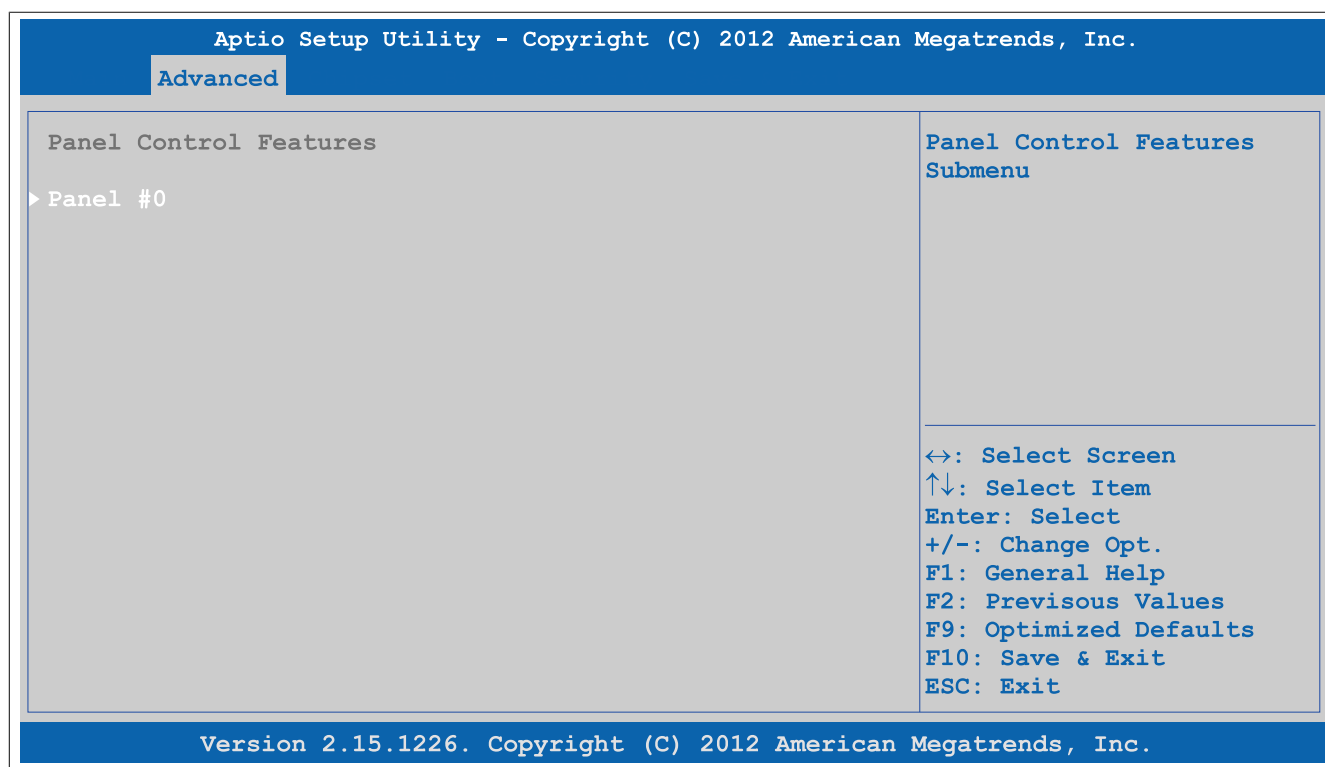 Aptio Setup Utility - Copyright (C) 2012 American Megatrends, Inc.
Advanced
Panel Control Features
▶ Panel #0
Panel Control Features
Submenu
↔: Select Screen
↑↓: Select Item
Enter: Select
+/-: Change Opt.
F1: General Help
F2: Previsous Values
F9: Optimized Defaults
F10: Save & Exit
ESC: Exit
Version 2.15.1226. Copyright (C) 2012 American Megatrends, Inc.